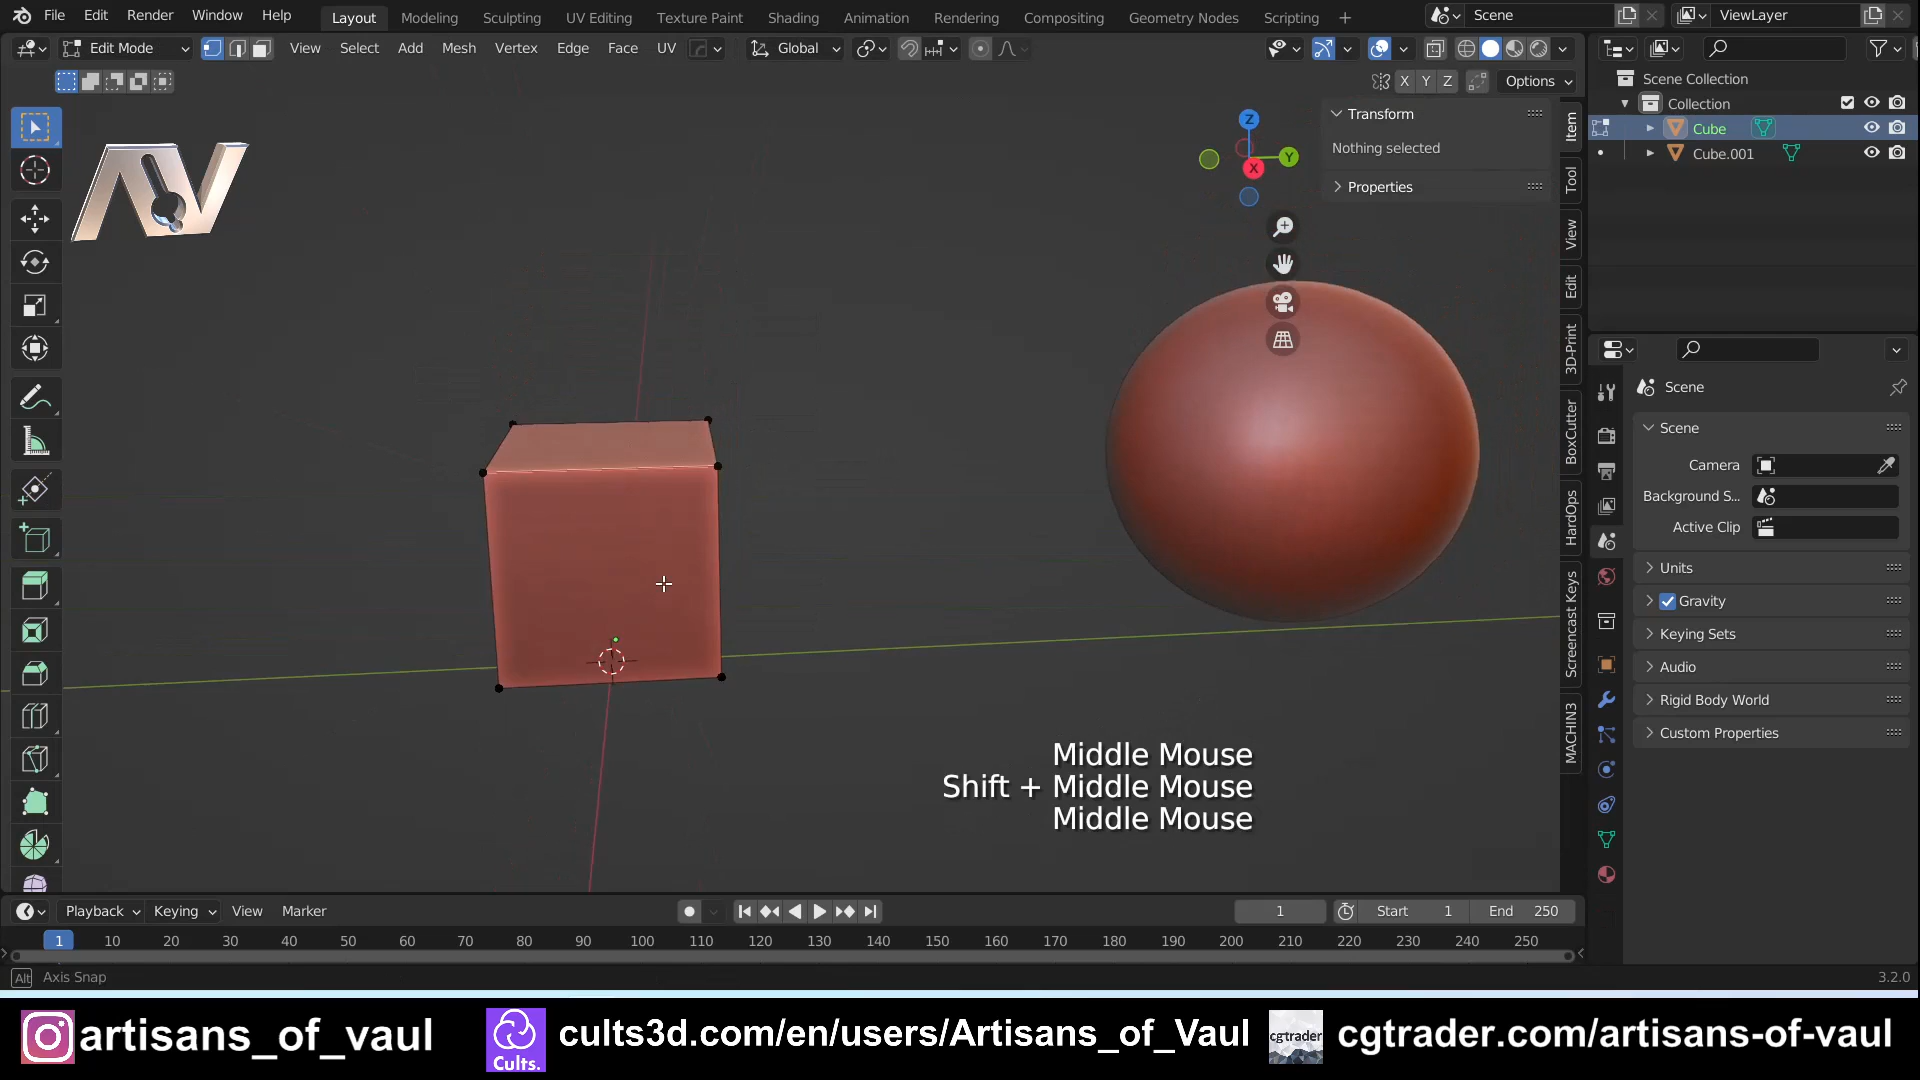 File Edit Render Window Help Layout Modeling Sculpting UV Editing Texture Paint Shading Animation Rendering Compositing Geometry Nodes Scripting + Scene ViewLayer
Edit Mode View Select Add Mesh Vertex Edge Face UV Global
X Y Z Options
Scene Collection
Collection
Cube
Cube.001
Transform
Nothing selected
Properties
Z
Y
X
Item
Tool
View
Edit
3D-Print
BoxCutter
HardOps
Screencast Keys
MACHIN3
AV
Scene
Scene
Camera
Background S...
Active Clip
Units
Gravity
Keying Sets
Audio
Rigid Body World
Custom Properties
Middle Mouse
Shift + Middle Mouse
Middle Mouse
Playback Keying View Marker 1 Start 1 End 250
1 10 20 30 40 50 60 70 80 90 100 110 120 130 140 150 160 170 180 190 200 210 220 230 240 250
Alt Axis Snap 3.2.0
artisans_of_vaul Cults. cults3d.com/en/users/Artisans_of_Vaul cgtrader cgtrader.com/artisans-of-vaul